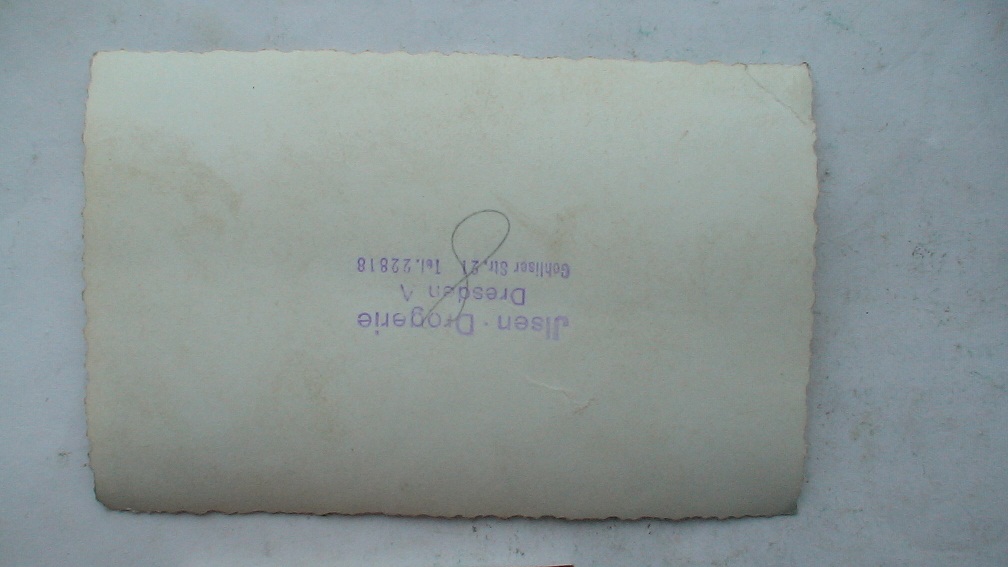 Jlsen-Drogerie
Dresden A
Gohliser Str. 21 Tel. 22818